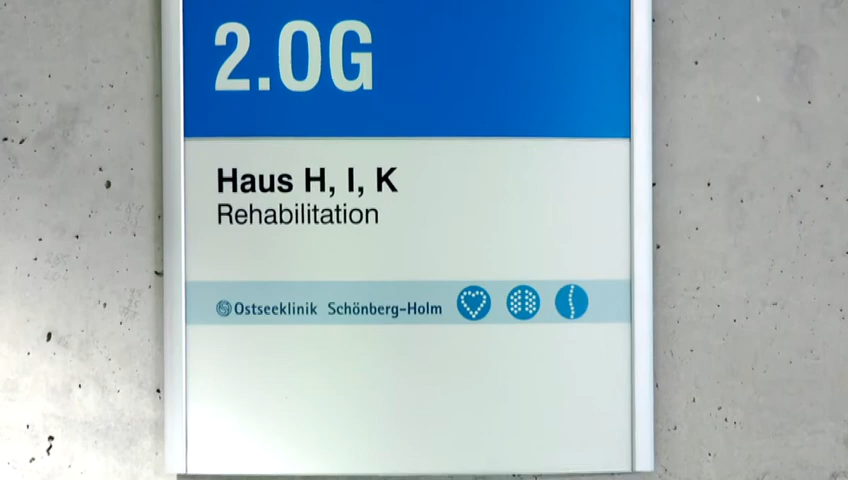 2.OG
Haus H, I, K
Rehabilitation
Ostseeklinik Schönberg-Holm